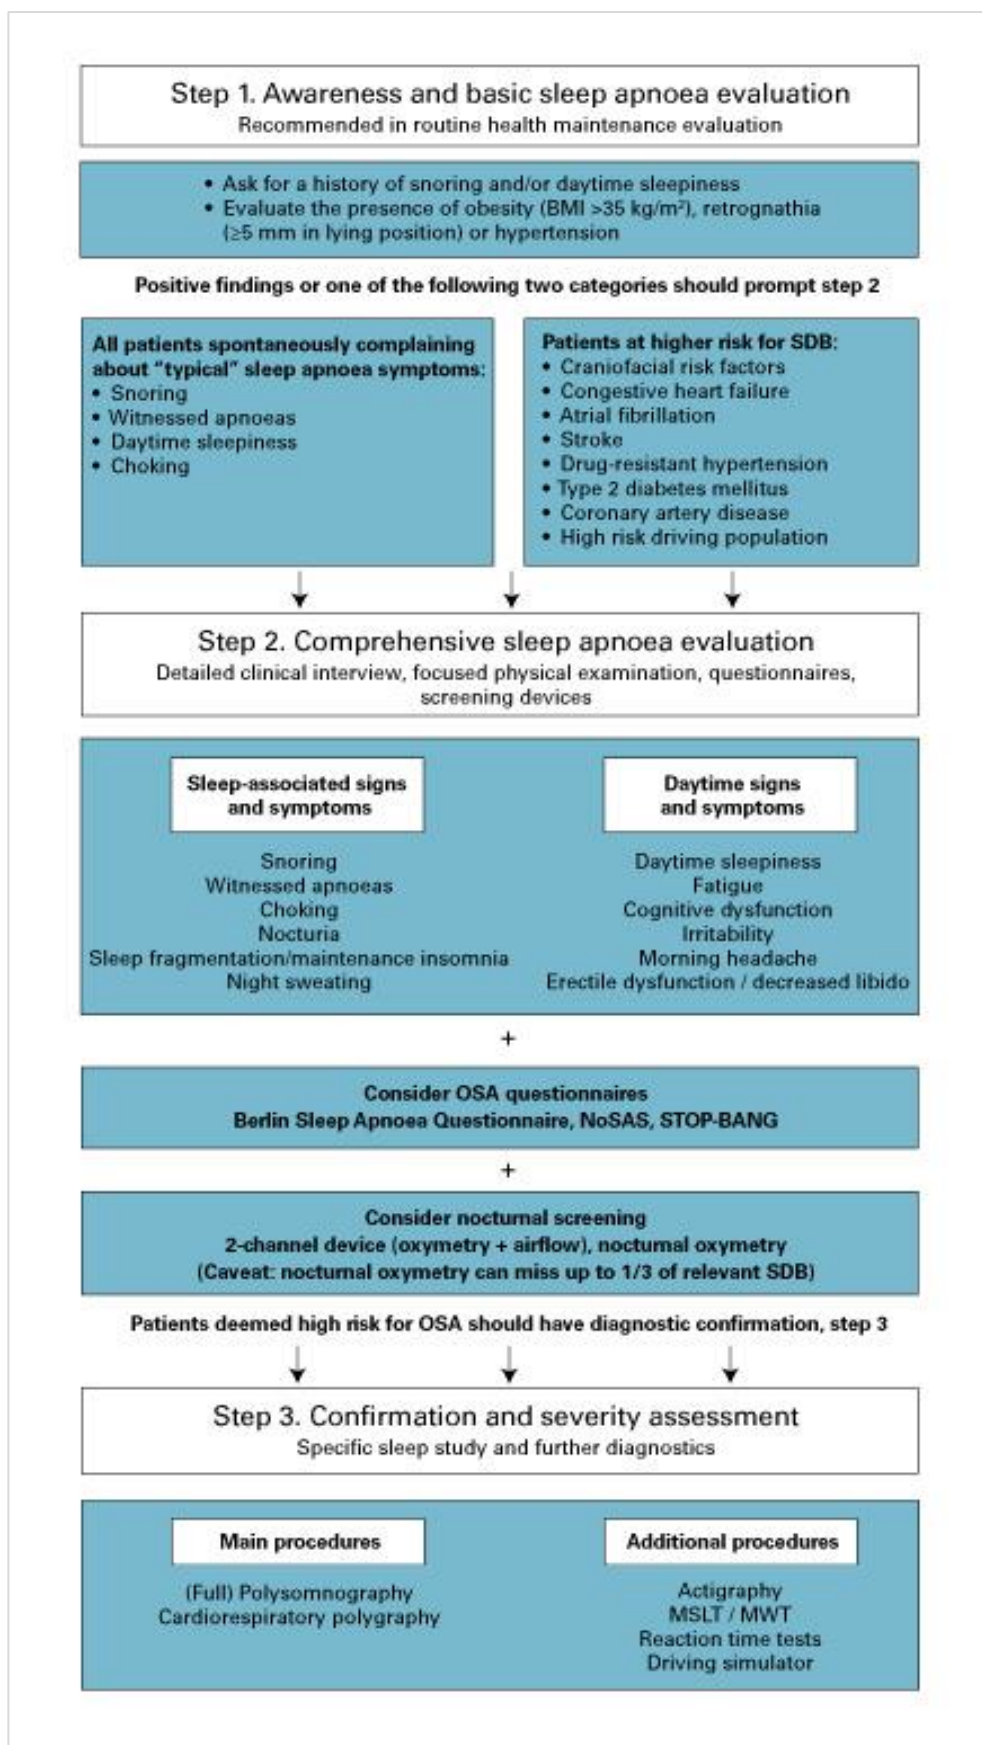 Step 1. Awareness and basic sleep apnoea evaluation
Recommended in routine health maintenance evaluation
• Ask for a history of snoring and/or daytime sleepiness
• Evaluate the presence of obesity (BMI >35 kg/m²), retrognathia
(≥5 mm in lying position) or hypertension
Positive findings or one of the following two categories should prompt step 2
All patients spontaneously complaining
about "typical" sleep apnoea symptoms:
• Snoring
• Witnessed apnoeas
• Daytime sleepiness
• Choking
Patients at higher risk for SDB:
• Craniofacial risk factors
• Congestive heart failure
• Atrial fibrillation
• Stroke
• Drug-resistant hypertension
• Type 2 diabetes mellitus
• Coronary artery disease
• High risk driving population
Step 2. Comprehensive sleep apnoea evaluation
Detailed clinical interview, focused physical examination, questionnaires,
screening devices
Sleep-associated signs
and symptoms
Snoring
Witnessed apnoeas
Choking
Nocturia
Sleep fragmentation/maintenance insomnia
Night sweating
Daytime signs
and symptoms
Daytime sleepiness
Fatigue
Cognitive dysfunction
Irritability
Morning headache
Erectile dysfunction / decreased libido
+
Consider OSA questionnaires
Berlin Sleep Apnoea Questionnaire, NoSAS, STOP-BANG
+
Consider nocturnal screening
2-channel device (oxymetry + airflow), nocturnal oxymetry
(Caveat: nocturnal oxymetry can miss up to 1/3 of relevant SDB)
Patients deemed high risk for OSA should have diagnostic confirmation, step 3
Step 3. Confirmation and severity assessment
Specific sleep study and further diagnostics
Main procedures
(Full) Polysomnography
Cardiorespiratory polygraphy
Additional procedures
Actigraphy
MSLT / MWT
Reaction time tests
Driving simulator